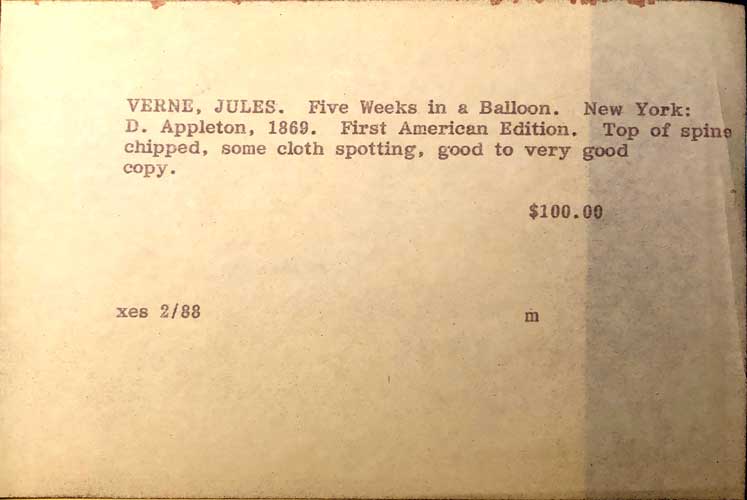 VERNE, JULES. Five Weeks in a Balloon. New York:
D. Appleton, 1869. First American Edition. Top of spine
chipped, some cloth spotting, good to very good
copy.
$100.00
xes 2/88 m